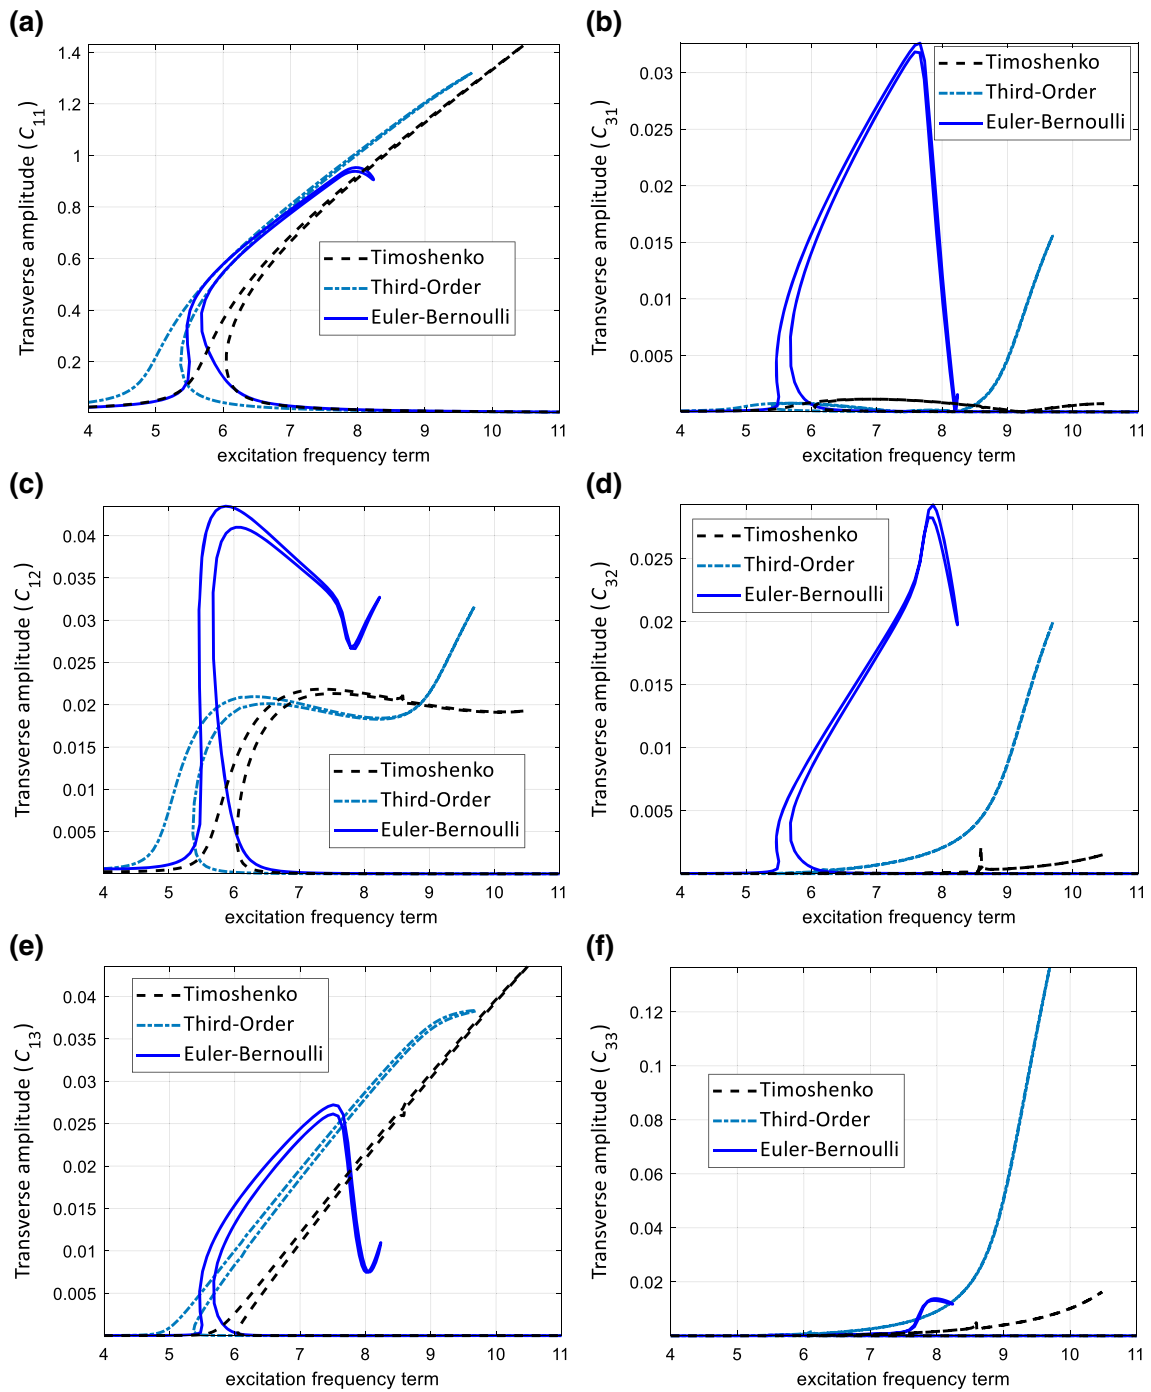 (a)
Transverse amplitude (C11)
1.4
1.2
1
0.8
0.6
0.4
0.2
4 5 6 7 8 9 10 11
excitation frequency term
Timoshenko
Third-Order
Euler-Bernoulli
(b)
Transverse amplitude (C31)
0.03
0.025
0.02
0.015
0.01
0.005
4 5 6 7 8 9 10 11
excitation frequency term
Timoshenko
Third-Order
Euler-Bernoulli
(c)
Transverse amplitude (C12)
0.04
0.035
0.03
0.025
0.02
0.015
0.01
0.005
4 5 6 7 8 9 10 11
excitation frequency term
Timoshenko
Third-Order
Euler-Bernoulli
(d)
Transverse amplitude (C32)
0.025
0.02
0.015
0.01
0.005
4 5 6 7 8 9 10 11
excitation frequency term
Timoshenko
Third-Order
Euler-Bernoulli
(e)
Transverse amplitude (C13)
0.04
0.035
0.03
0.025
0.02
0.015
0.01
0.005
4 5 6 7 8 9 10 11
excitation frequency term
Timoshenko
Third-Order
Euler-Bernoulli
(f)
Transverse amplitude (C33)
0.12
0.1
0.08
0.06
0.04
0.02
4 5 6 7 8 9 10 11
excitation frequency term
Timoshenko
Third-Order
Euler-Bernoulli